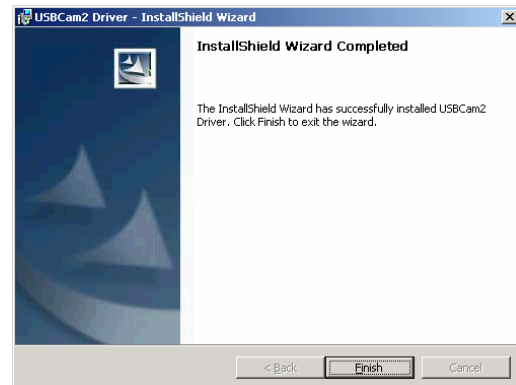 USBCam2 Driver - InstallShield Wizard
InstallShield Wizard Completed
The InstallShield Wizard has successfully installed USBCam2
Driver. Click Finish to exit the wizard.
< Back Finish Cancel